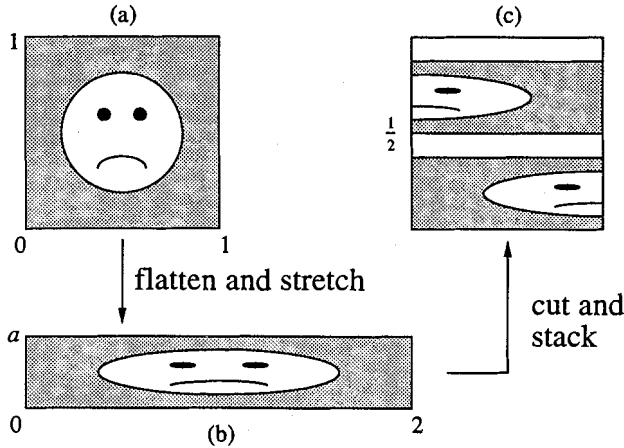 (a)
(c)
1
1/2
0
1
flatten and stretch
cut and
stack
a
0
2
(b)